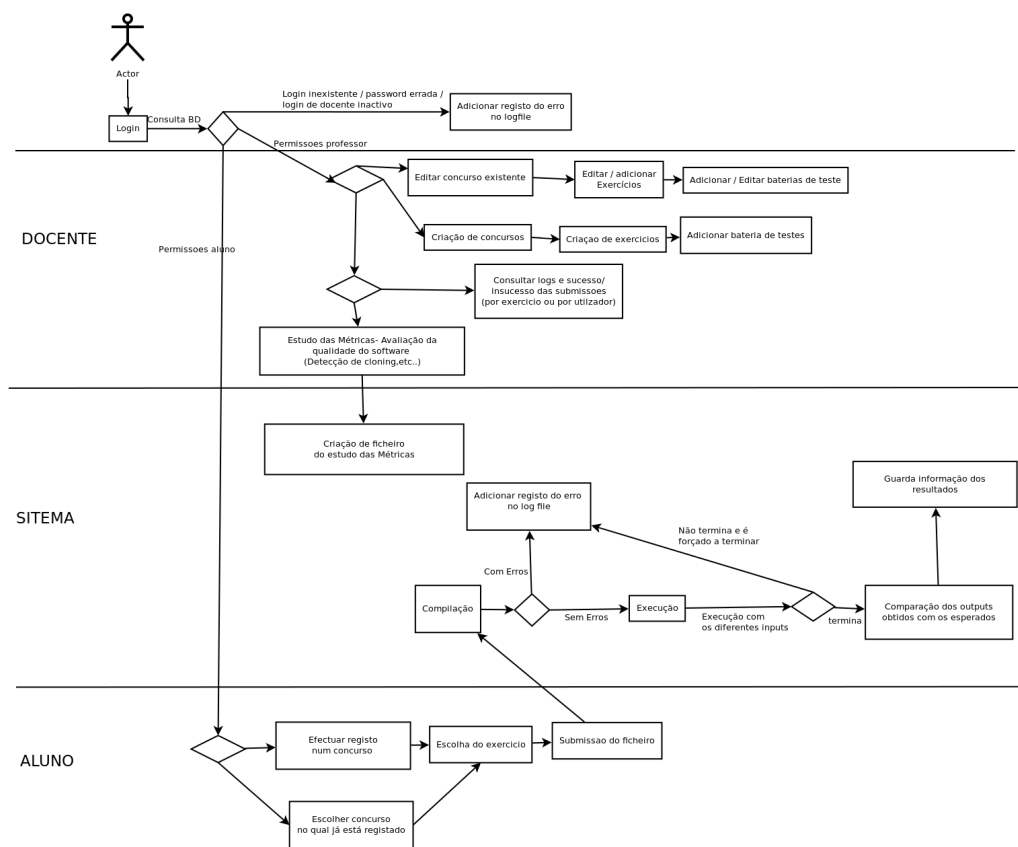 Actor
Login inexistente / password errada /
login de docente inactivo
Adicionar registo do erro
no logfile
Login
Consulta BD
Permissoes professor
DOCENTE
Permissoes aluno
Editar concurso existente
Editar / adicionar
Exercícios
Adicionar / Editar baterias de teste
Criação de concursos
Criaçao de exercicios
Adicionar bateria de testes
Consultar logs e sucesso/
insucesso das submissoes
(por exercicio ou por utilzador)
Estudo das Métricas- Avaliação da
qualidade do software
(Detecção de cloning,etc..)
SITEMA
Criação de ficheiro
do estudo das Métricas
Adicionar registo do erro
no log file
Guarda informação dos
resultados
Não termina e é
forçado a terminar
Com Erros
Compilação
Sem Erros
Execução
Execução com
os diferentes inputs
termina
Comparação dos outputs
obtidos com os esperados
ALUNO
Efectuar registo
num concurso
Escolha do exercicio
Submissao do ficheiro
Escolher concurso
no qual já está registado